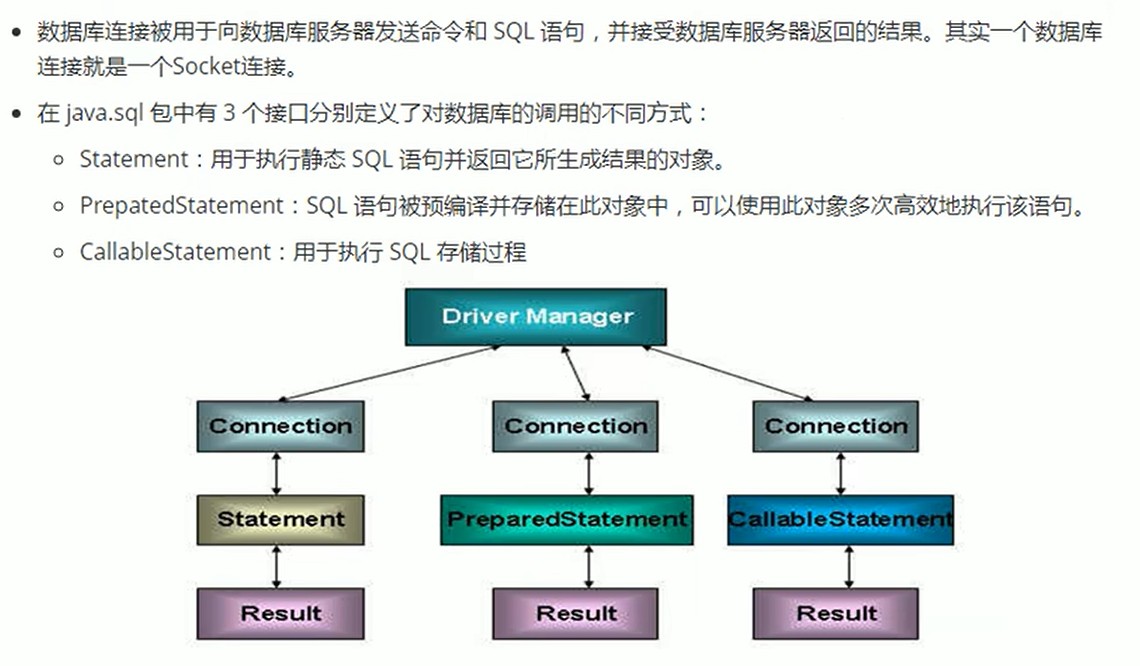 数据库连接被用于向数据库服务器发送命令和 SQL 语句，并接受数据库服务器返回的结果。其实一个数据库
连接就是一个Socket连接。
在 java.sql 包中有 3 个接口分别定义了对数据库的调用的不同方式：
Statement：用于执行静态 SQL 语句并返回它所生成结果的对象。
PrepatedStatement：SQL 语句被预编译并存储在此对象中，可以使用此对象多次高效地执行该语句。
CallableStatement：用于执行 SQL 存储过程
Driver Manager
Connection Connection Connection
Statement PreparedStatement CallableStatement
Result Result Result